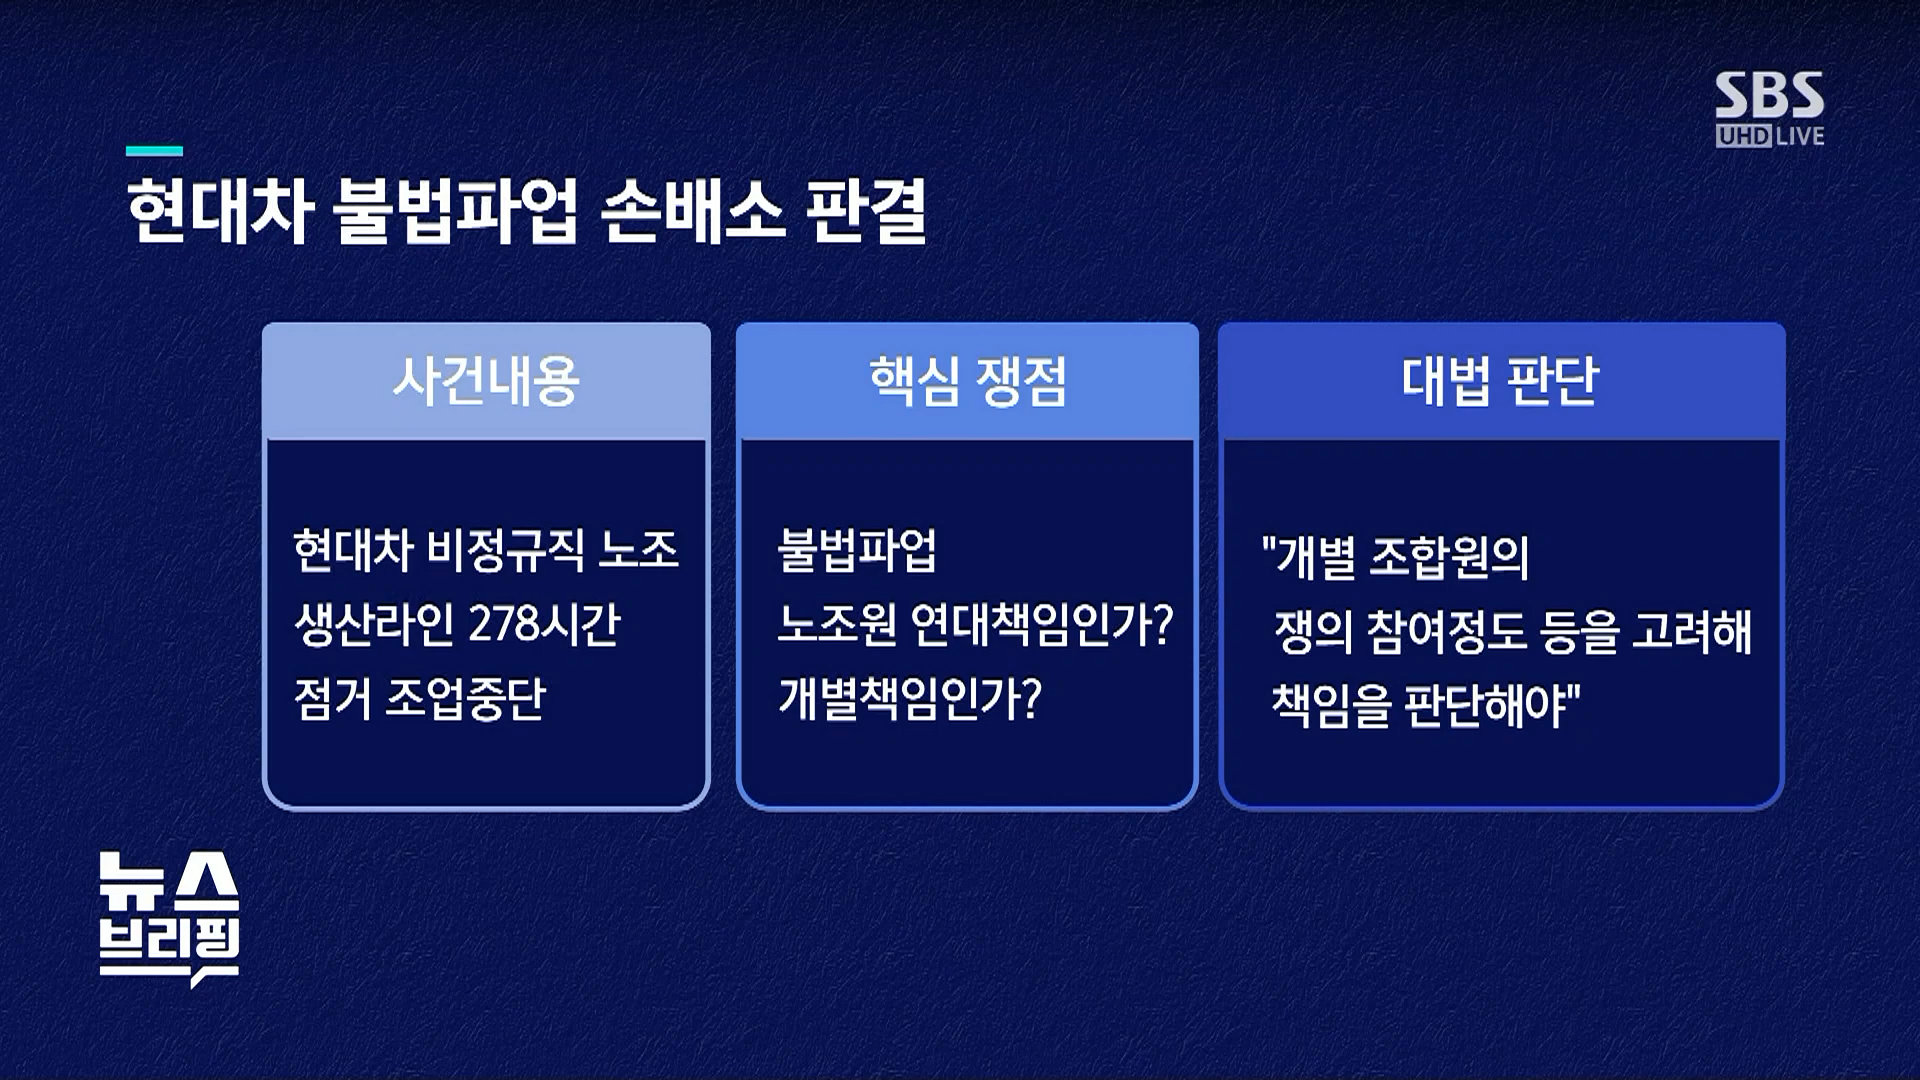 SBS
UHD LIVE
현대차 불법파업 손배소 판결
사건내용
현대차 비정규직 노조
생산라인 278시간
점거 조업중단
핵심 쟁점
불법파업
노조원 연대책임인가?
개별책임인가?
대법 판단
"개별 조합원의
쟁의 참여정도 등을 고려해
책임을 판단해야"
뉴스
브리핑